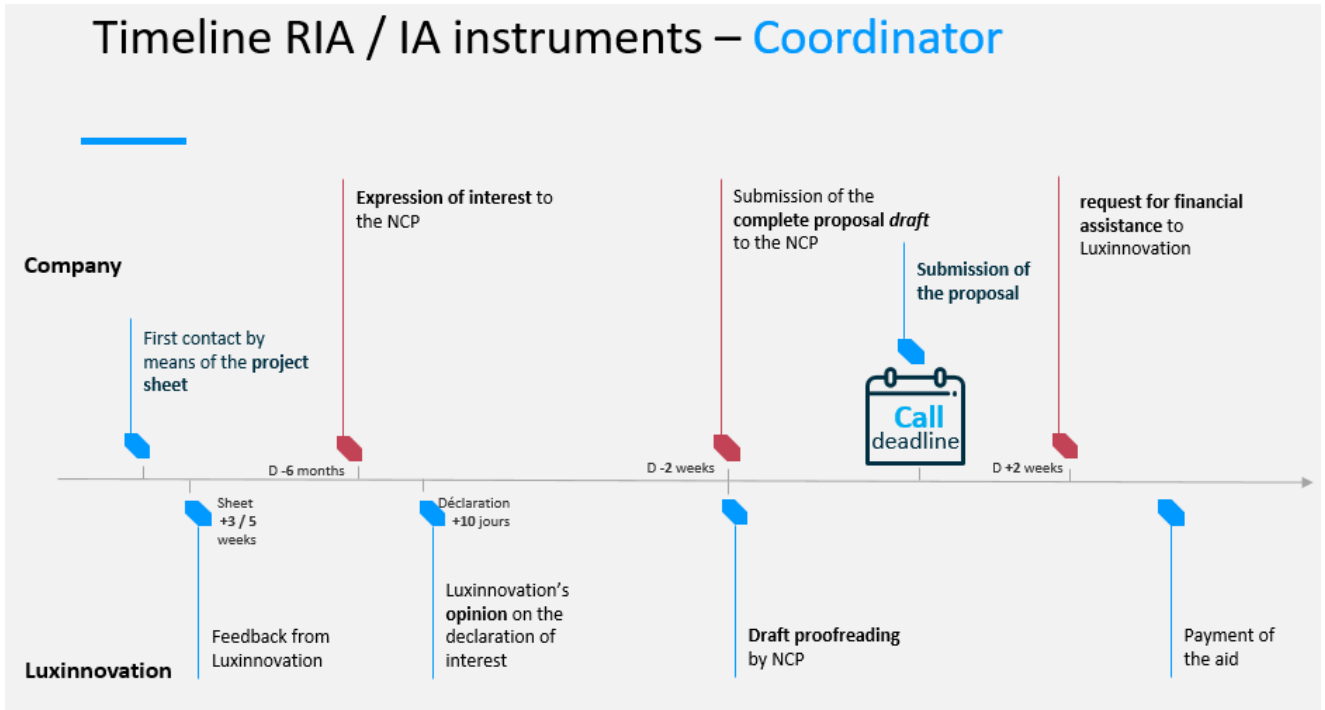 Timeline RIA / IA instruments – Coordinator
Expression of interest to
the NCP
Submission of the
complete proposal draft
to the NCP
request for financial
assistance to
Luxinnovation
Company
Submission of
the proposal
First contact by
means of the project
sheet
Call
deadline
D -6 months
D -2 weeks
D +2 weeks
Sheet
+3 / 5
weeks
Déclaration
+10 jours
Luxinnovation's
opinion on the
declaration of
interest
Feedback from
Luxinnovation
Draft proofreading
by NCP
Payment of
the aid
Luxinnovation